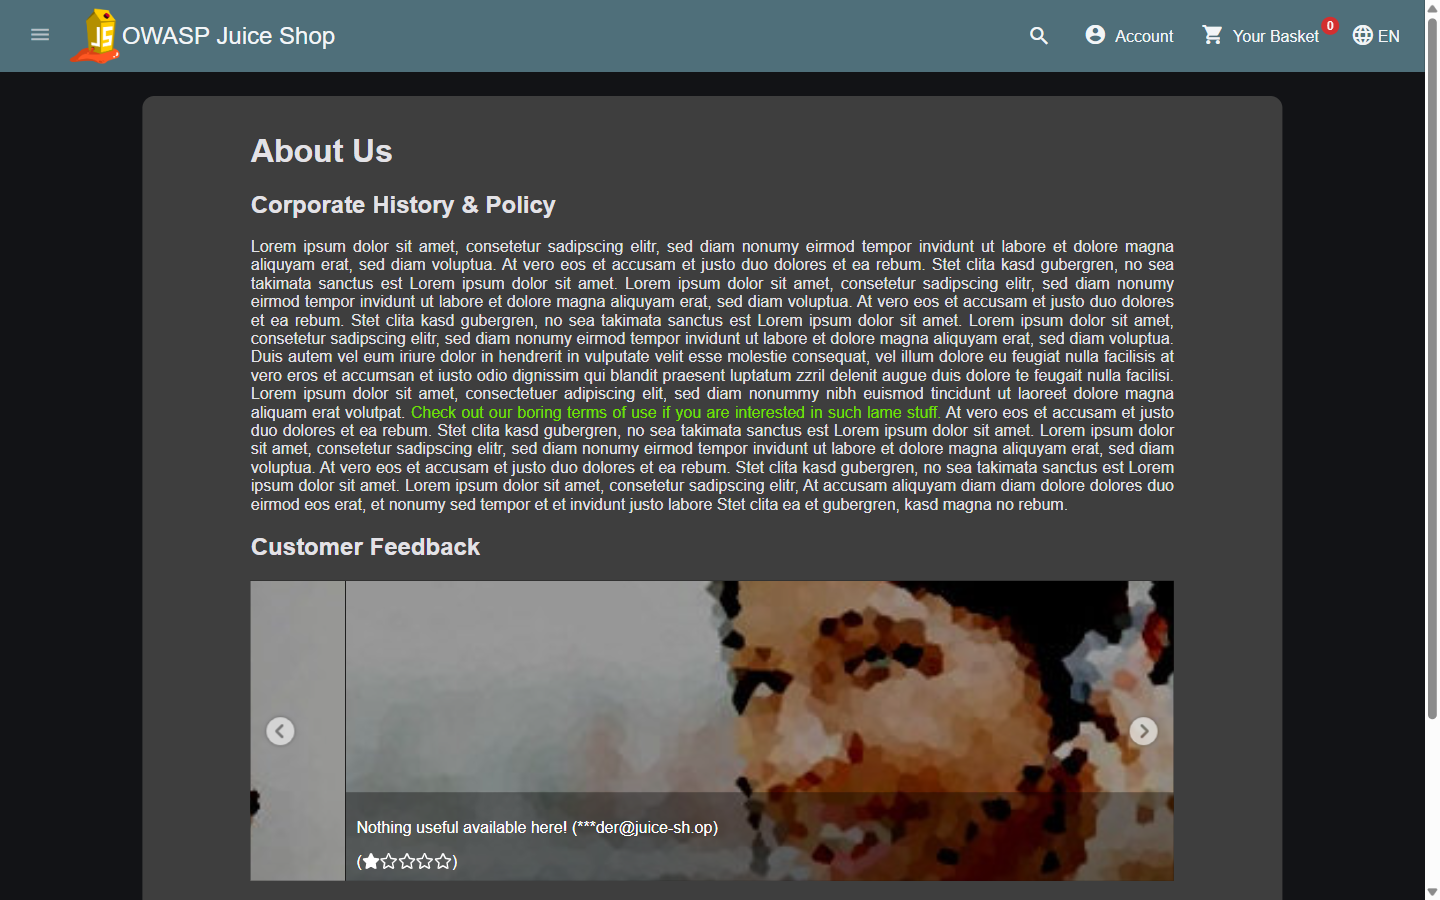 OWASP Juice Shop
Account
Your Basket
0
EN
About Us
Corporate History & Policy
Lorem ipsum dolor sit amet, consetetur sadipscing elitr, sed diam nonumy eirmod tempor invidunt ut labore et dolore magna
aliquyam erat, sed diam voluptua. At vero eos et accusam et justo duo dolores et ea rebum. Stet clita kasd gubergren, no sea
takimata sanctus est Lorem ipsum dolor sit amet. Lorem ipsum dolor sit amet, consetetur sadipscing elitr, sed diam nonumy
eirmod tempor invidunt ut labore et dolore magna aliquyam erat, sed diam voluptua. At vero eos et accusam et justo duo dolores
et ea rebum. Stet clita kasd gubergren, no sea takimata sanctus est Lorem ipsum dolor sit amet. Lorem ipsum dolor sit amet,
consetetur sadipscing elitr, sed diam nonumy eirmod tempor invidunt ut labore et dolore magna aliquyam erat, sed diam voluptua.
Duis autem vel eum iriure dolor in hendrerit in vulputate velit esse molestie consequat, vel illum dolore eu feugiat nulla facilisis at
vero eros et accumsan et iusto odio dignissim qui blandit praesent luptatum zzril delenit augue duis dolore te feugait nulla facilisi.
Lorem ipsum dolor sit amet, consectetuer adipiscing elit, sed diam nonummy nibh euismod tincidunt ut laoreet dolore magna
aliquam erat volutpat. Check out our boring terms of use if you are interested in such lame stuff. At vero eos et accusam et justo
duo dolores et ea rebum. Stet clita kasd gubergren, no sea takimata sanctus est Lorem ipsum dolor sit amet. Lorem ipsum dolor
sit amet, consetetur sadipscing elitr, sed diam nonumy eirmod tempor invidunt ut labore et dolore magna aliquyam erat, sed diam
voluptua. At vero eos et accusam et justo duo dolores et ea rebum. Stet clita kasd gubergren, no sea takimata sanctus est Lorem
ipsum dolor sit amet. Lorem ipsum dolor sit amet, consetetur sadipscing elitr, At accusam aliquyam diam diam dolore dolores duo
eirmod eos erat, et nonumy sed tempor et et invidunt justo labore Stet clita ea et gubergren, kasd magna no rebum.
Customer Feedback
Nothing useful available here! (***der@juice-sh.op)
(★☆☆☆☆)